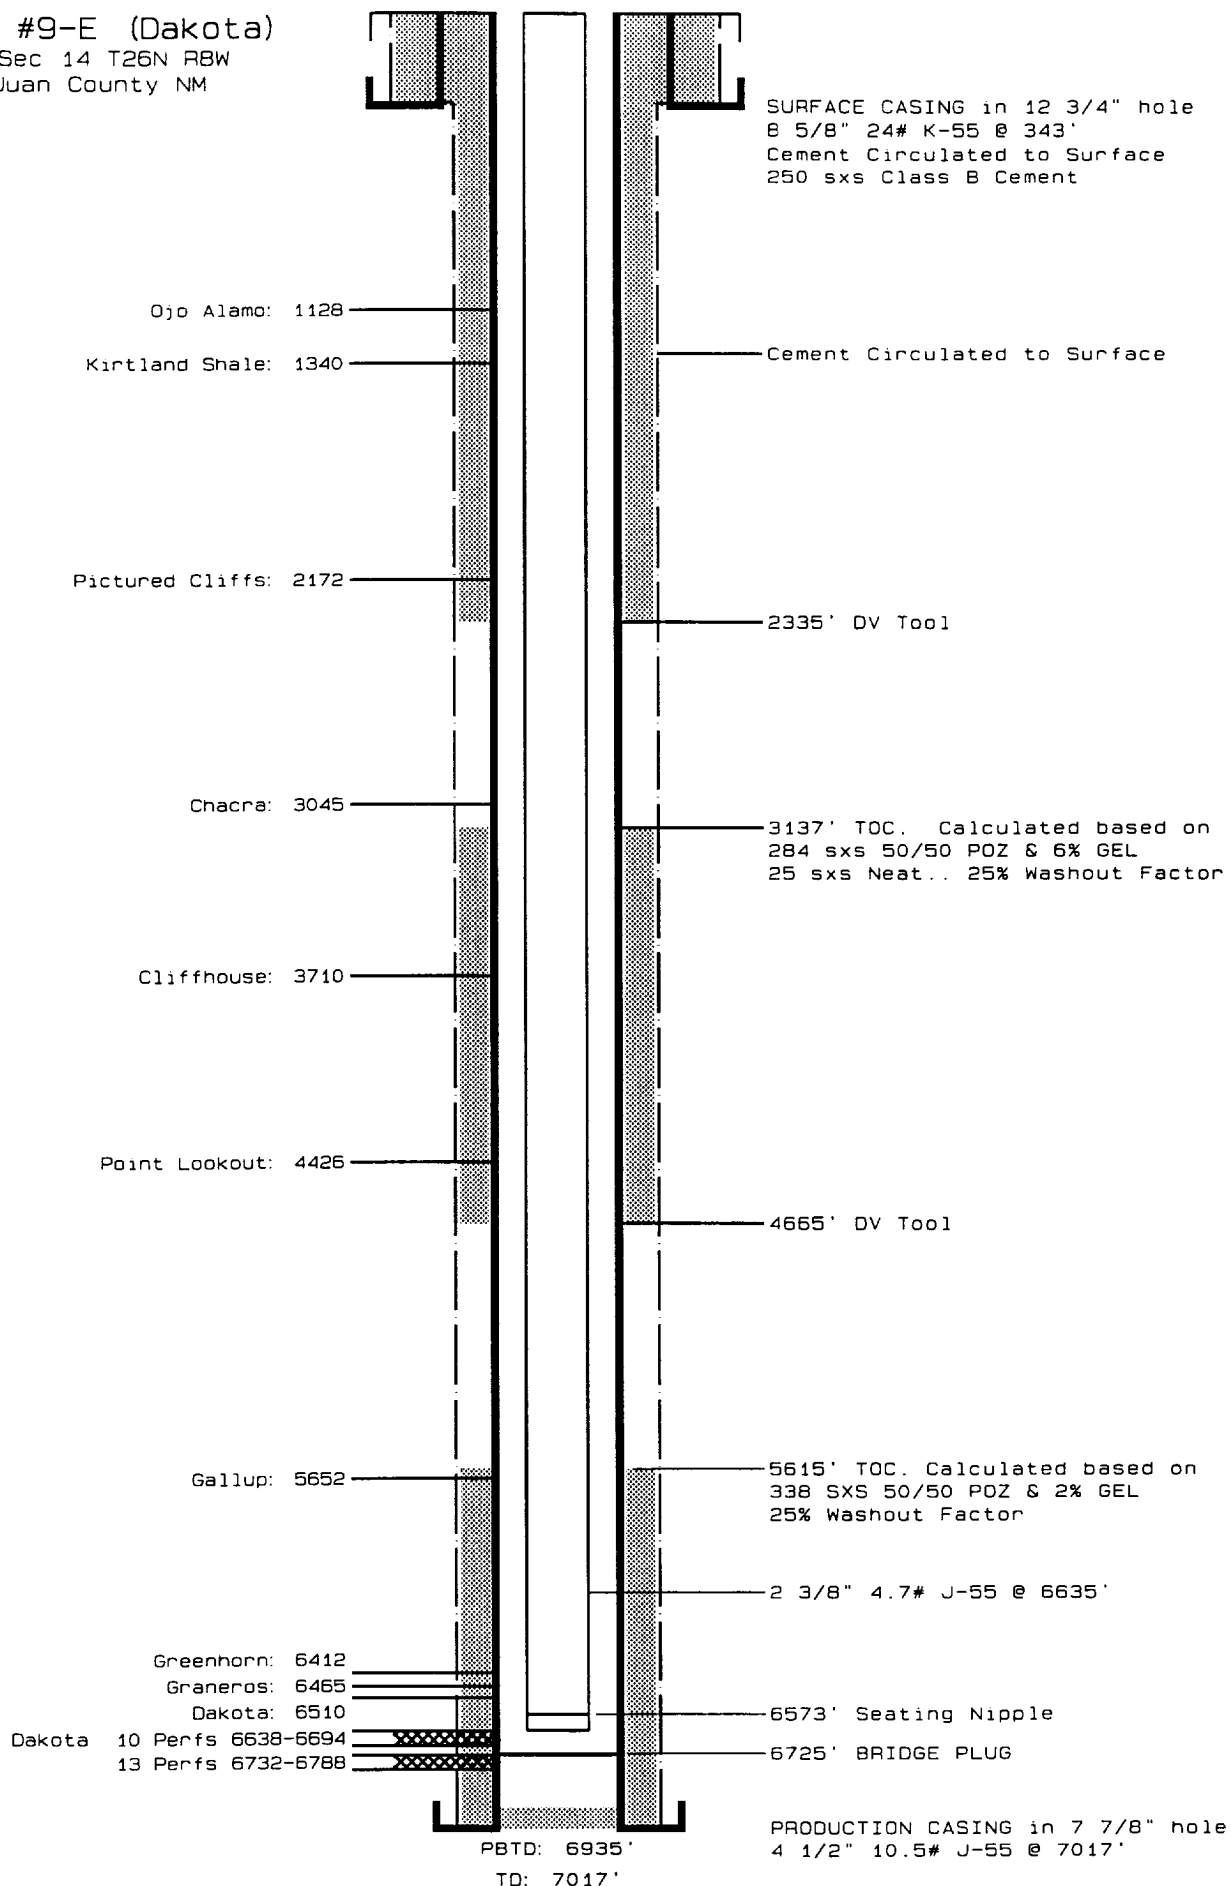 #9-E (Dakota)
Sec 14 T26N R8W
Juan County NM
SURFACE CASING in 12 3/4" hole
8 5/8" 24# K-55 @ 343'
Cement Circulated to Surface
250 sxs Class B Cement
Ojo Alamo: 1128
Kirtland Shale: 1340
Cement Circulated to Surface
Pictured Cliffs: 2172
2335' DV Tool
Chacra: 3045
3137' TOC. Calculated based on
284 sxs 50/50 POZ & 6% GEL
25 sxs Neat.. 25% Washout Factor
Cliffhouse: 3710
Point Lookout: 4426
4665' DV Tool
Gallup: 5652
5615' TOC. Calculated based on
338 SXS 50/50 POZ & 2% GEL
25% Washout Factor
2 3/8" 4.7# J-55 @ 6635'
Greenhorn: 6412
Graneros: 6465
Dakota: 6510
6573' Seating Nipple
Dakota 10 Perfs 6638-6694
6725' BRIDGE PLUG
13 Perfs 6732-6788
PRODUCTION CASING in 7 7/8" hole
4 1/2" 10.5# J-55 @ 7017'
PBTD: 6935'
TD: 7017'